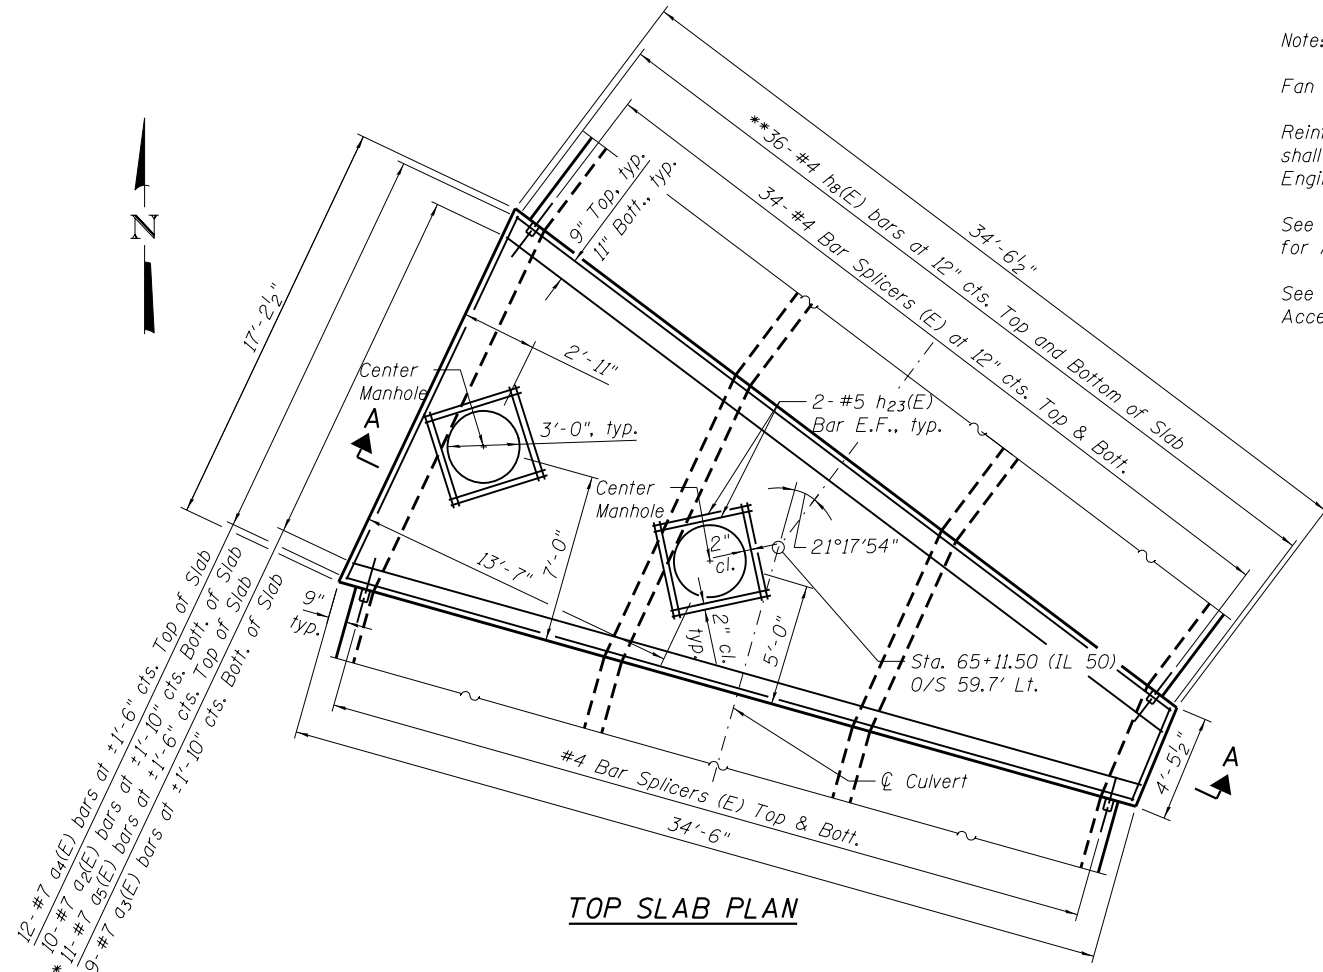 Note:
Fan
Rein
shall
Engi
See
for
See
Acce
N
**36-#4 h8(E) bars at 12" cts. Top and Bottom of Slab
34'-6½"
34-#4 Bar Splicers (E) at 12" cts. Top & Bott.
9" Top, typ.
11" Bott., typ.
17'-2½"
2'-11"
Center
Manhole
A
3'-0", typ.
2-#5 h23(E)
Bar E.F., typ.
Center
Manhole
21°17'54"
2"
cl.
7'-0"
13'-7"
9"
typ.
2" cl.
typ.
5'-0"
Sta. 65+11.50 (IL 50)
O/S 59.7' Lt.
4'-5½"
A
℄ Culvert
#4 Bar Splicers (E) Top & Bott.
34'-6"
12-#7 a4(E) bars at ±1'-6" cts. Top of Slab
10-#7 a2(E) bars at ±1'-10" cts. Bott. of Slab
*11-#7 a5(E) bars at ±1'-6" cts. Top of Slab
9-#7 a3(E) bars at ±1'-10" cts. Bott. of Slab
TOP SLAB PLAN